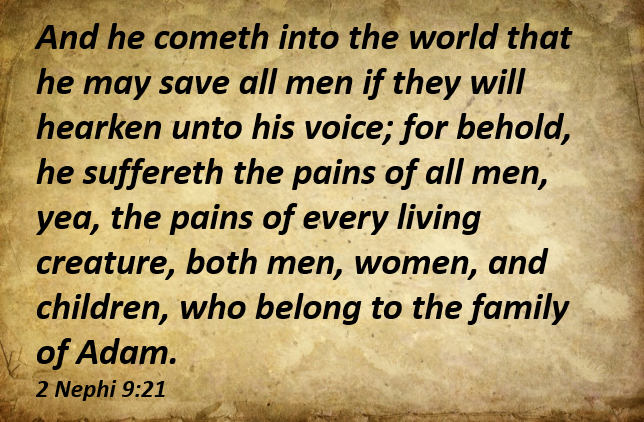 And he cometh into the world that
he may save all men if they will
hearken unto his voice; for behold,
he suffereth the pains of all men,
yea, the pains of every living
creature, both men, women, and
children, who belong to the family
of Adam.
2 Nephi 9:21